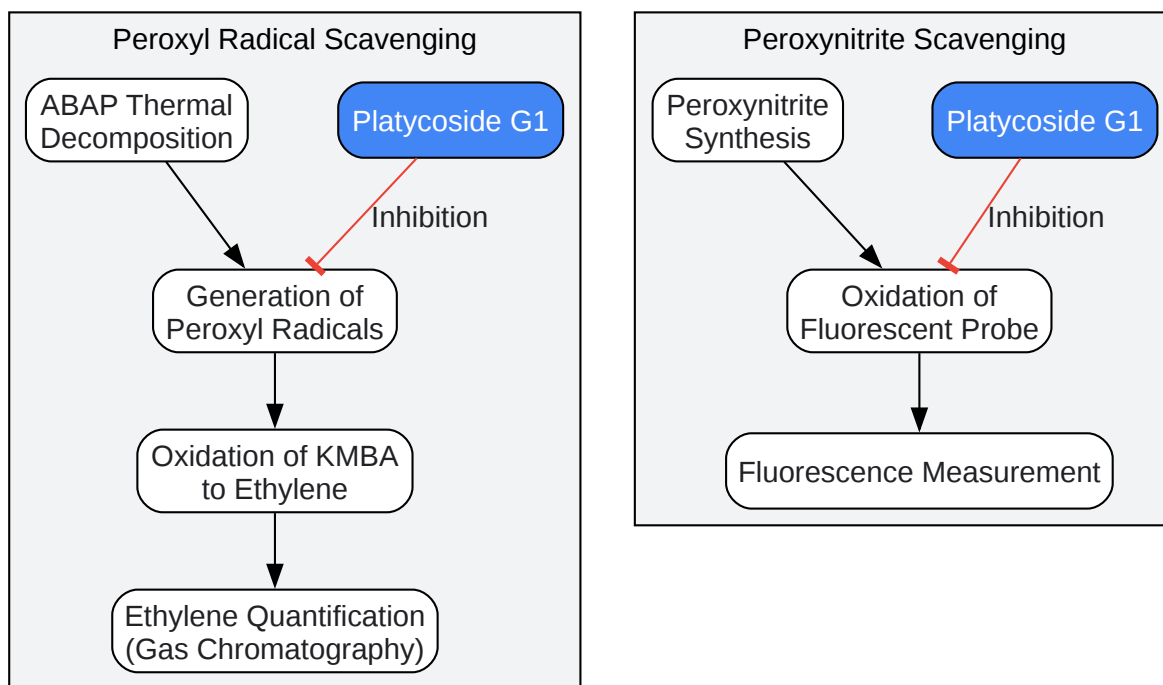 Peroxyl Radical Scavenging
ABAP Thermal
Decomposition
Platycoside G1
Inhibition
Generation of
Peroxyl Radicals
Oxidation of KMBA
to Ethylene
Ethylene Quantification
(Gas Chromatography)
Peroxynitrite Scavenging
Peroxynitrite
Synthesis
Platycoside G1
Inhibition
Oxidation of
Fluorescent Probe
Fluorescence Measurement